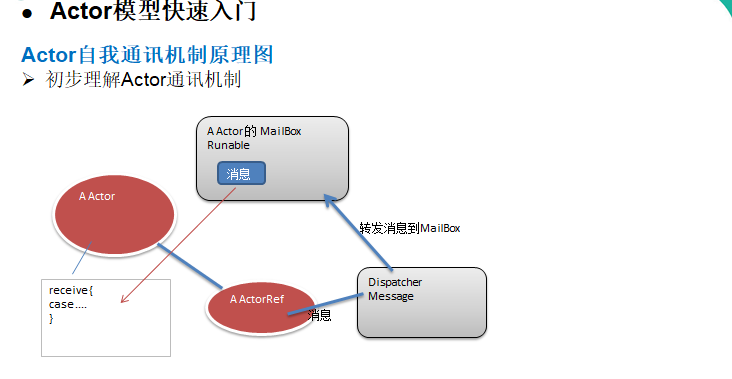 Actor模型快速入门
Actor自我通讯机制原理图
初步理解Actor通讯机制
A Actor的 MailBox
Runable
消息
A Actor
转发消息到MailBox
receive{
case....
}
A ActorRef
消息
Dispatcher
Message